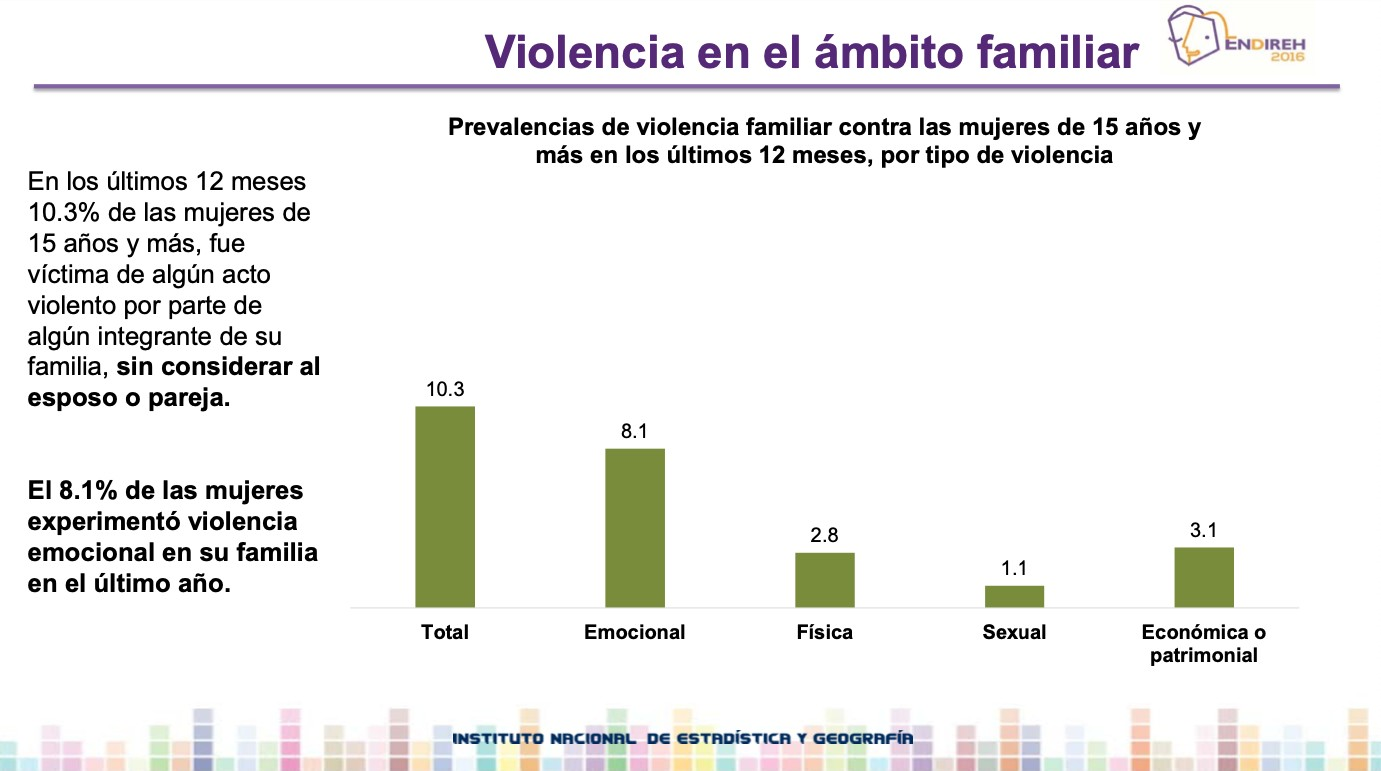 Violencia en el ámbito familiar
ENDIREH
2016
Prevalencias de violencia familiar contra las mujeres de 15 años y
más en los últimos 12 meses, por tipo de violencia
En los últimos 12 meses
10.3% de las mujeres de
15 años y más, fue
víctima de algún acto
violento por parte de
algún integrante de su
familia, sin considerar al
esposo o pareja.
El 8.1% de las mujeres
experimentó violencia
emocional en su familia
en el último año.
10.3
8.1
2.8
1.1
3.1
Total
Emocional
Física
Sexual
Económica o
patrimonial
INSTITUTO NACIONAL DE ESTADÍSTICA Y GEOGRAFÍA